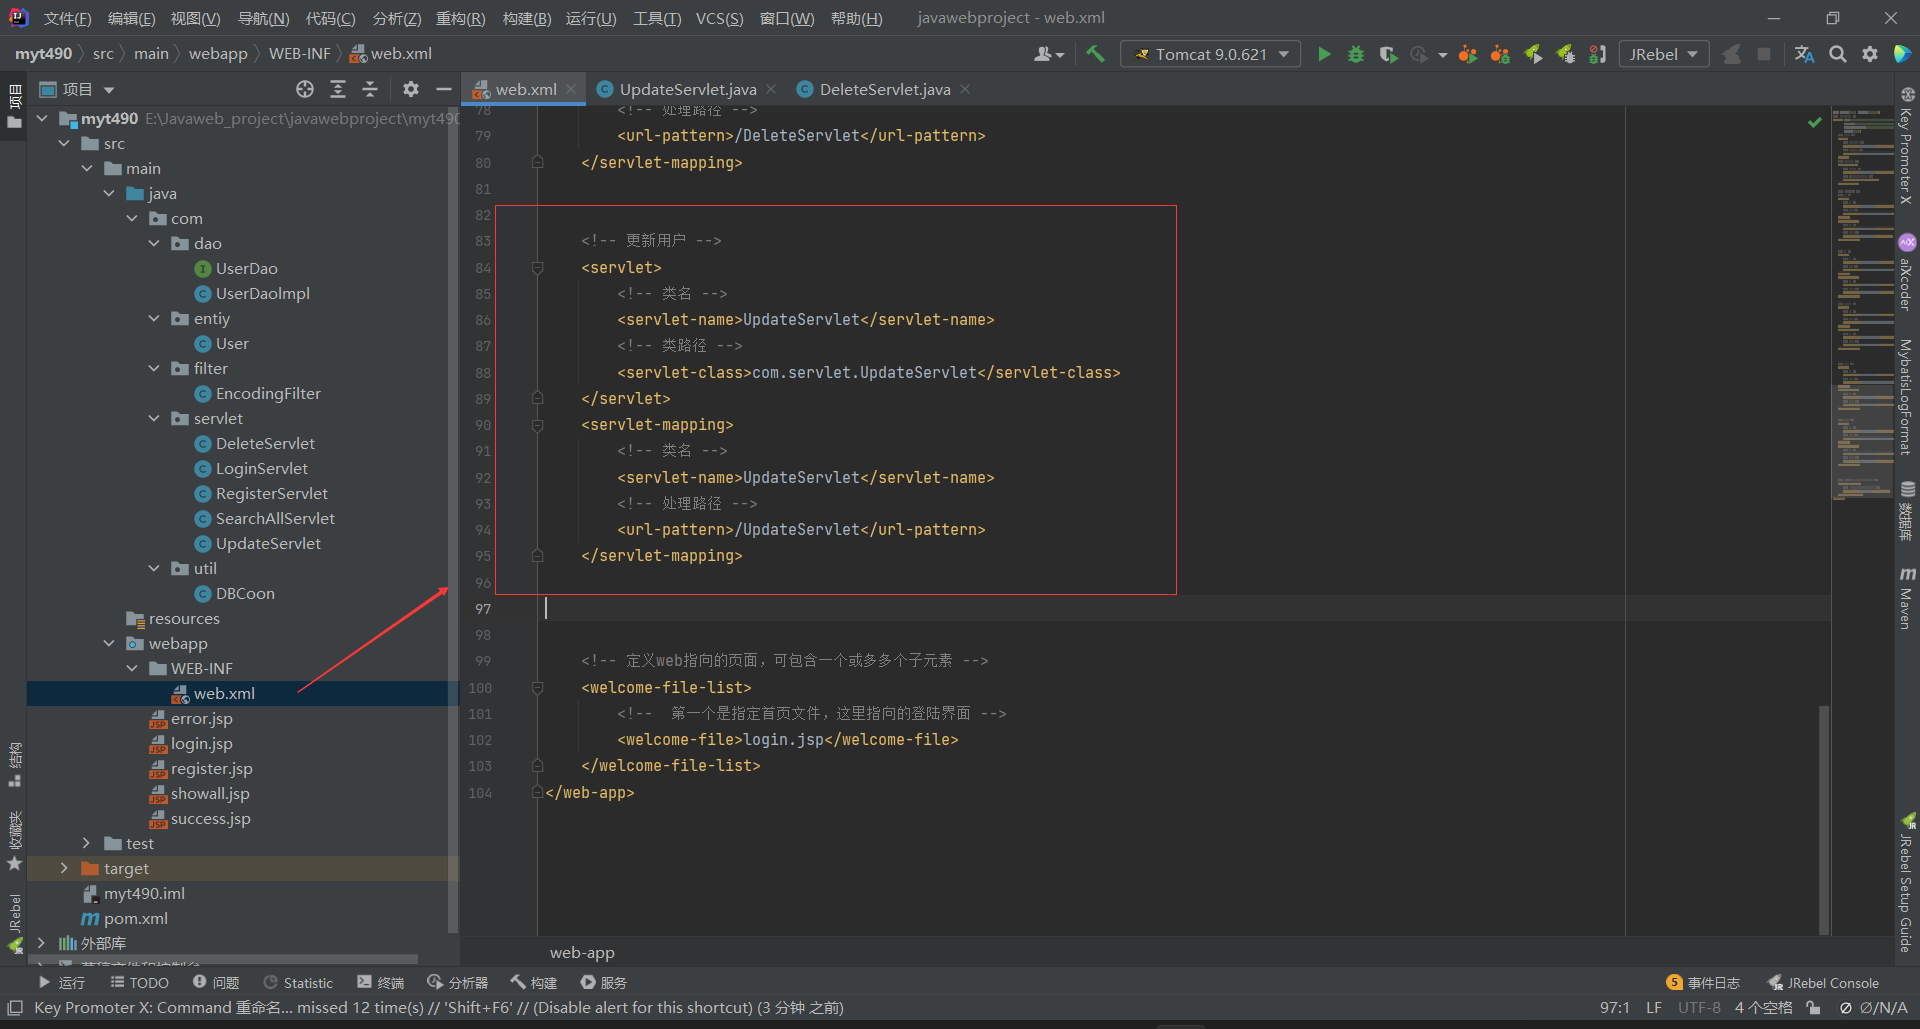 文件(F) 编辑(E) 视图(V) 导航(N) 代码(C) 分析(Z) 重构(R) 构建(B) 运行(U) 工具(T) VCS(S) 窗口(W) 帮助(H) javawebproject - web.xml
myt490 src main webapp WEB-INF web.xml Tomcat 9.0.621 JRebel
项目
web.xml UpdateServlet.java DeleteServlet.java
项目
myt490 E:\Javaweb_project\javawebproject\myt490
src
main
java
com
dao
UserDao
UserDaoImpl
entiy
User
filter
EncodingFilter
servlet
DeleteServlet
LoginServlet
RegisterServlet
SearchAllServlet
UpdateServlet
util
DBCoon
resources
webapp
WEB-INF
web.xml
error.jsp
login.jsp
register.jsp
showall.jsp
success.jsp
test
target
myt490.iml
pom.xml
外部库
结构
收藏夹
JRebel
78 <!-- 处理路径 -->
79 <url-pattern>/DeleteServlet</url-pattern>
80 </servlet-mapping>
81
82
83 <!-- 更新用户 -->
84 <servlet>
85 <!-- 类名 -->
86 <servlet-name>UpdateServlet</servlet-name>
87 <!-- 类路径 -->
88 <servlet-class>com.servlet.UpdateServlet</servlet-class>
89 </servlet>
90 <servlet-mapping>
91 <!-- 类名 -->
92 <servlet-name>UpdateServlet</servlet-name>
93 <!-- 处理路径 -->
94 <url-pattern>/UpdateServlet</url-pattern>
95 </servlet-mapping>
96
97
98
99 <!-- 定义web指向的页面，可包含一个或多多个子元素 -->
100 <welcome-file-list>
101 <!-- 第一个是指定首页文件，这里指向的登陆界面 -->
102 <welcome-file>login.jsp</welcome-file>
103 </welcome-file-list>
104 </web-app>
web-app
Key Promoter X
aiXcoder
MybatisLogFormat
数据库
Maven
JRebel Setup Guide
运行 TODO 问题 Statistic 终端 分析器 构建 服务 5 事件日志 JRebel Console
Key Promoter X: Command 重命名... missed 12 time(s) // 'Shift+F6' // (Disable alert for this shortcut) (3 分钟 之前) 97:1 LF UTF-8 4 个空格 Ø/N/A